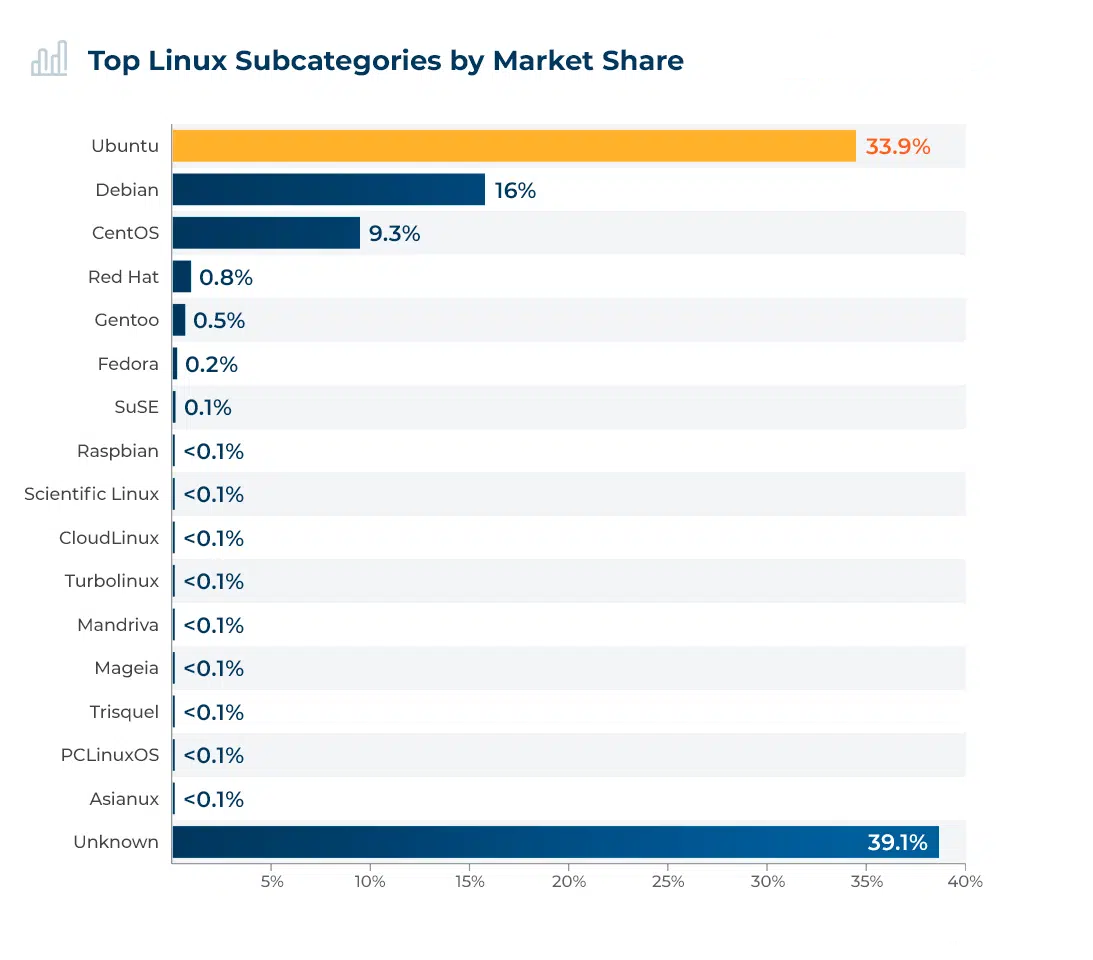 Top Linux Subcategories by Market Share
Ubuntu 33.9%
Debian 16%
CentOS 9.3%
Red Hat 0.8%
Gentoo 0.5%
Fedora 0.2%
SuSE 0.1%
Raspbian <0.1%
Scientific Linux <0.1%
CloudLinux <0.1%
Turbolinux <0.1%
Mandriva <0.1%
Mageia <0.1%
Trisquel <0.1%
PCLinuxOS <0.1%
Asianux <0.1%
Unknown 39.1%
5% 10% 15% 20% 25% 30% 35% 40%